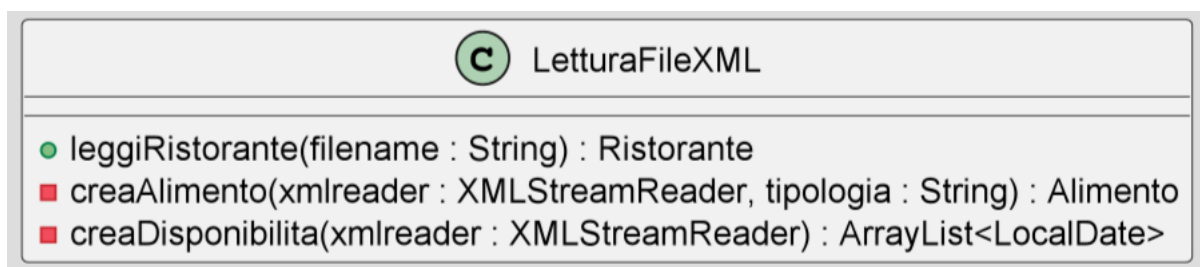 C LetturaFileXML
leggiRistorante(filename : String) : Ristorante
creaAlimento(xmlreader : XMLStreamReader, tipologia : String) : Alimento
creaDisponibilita(xmlreader : XMLStreamReader) : ArrayList<LocalDate>